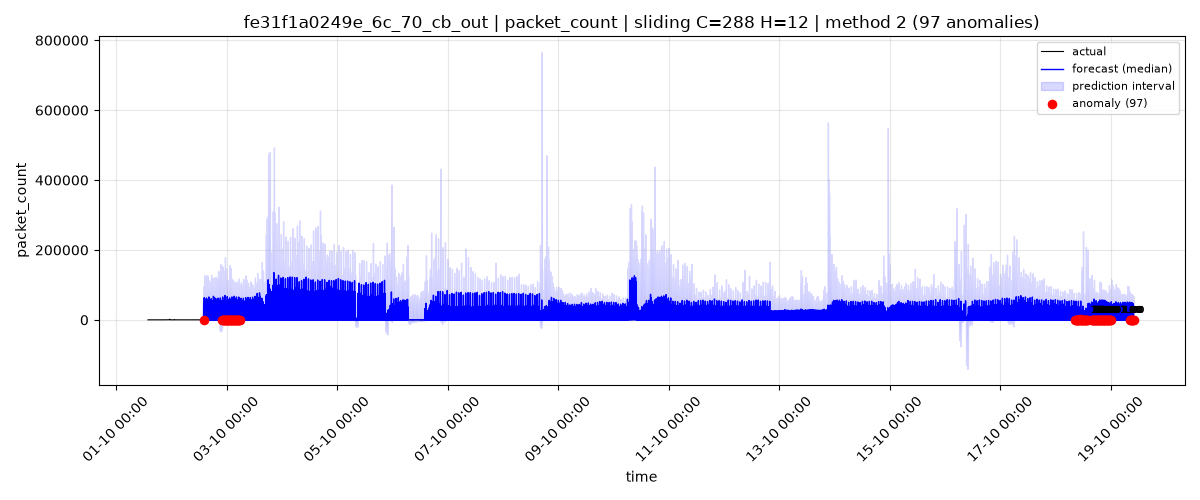 fe31f1a0249e_6c_70_cb_out | packet_count | sliding C=288 H=12 | method 2 (97 anomalies)
actual
forecast (median)
prediction interval
anomaly (97)
packet_count
800000
600000
400000
200000
0
01-10 00:00
03-10 00:00
05-10 00:00
07-10 00:00
09-10 00:00
11-10 00:00
13-10 00:00
15-10 00:00
17-10 00:00
19-10 00:00
time